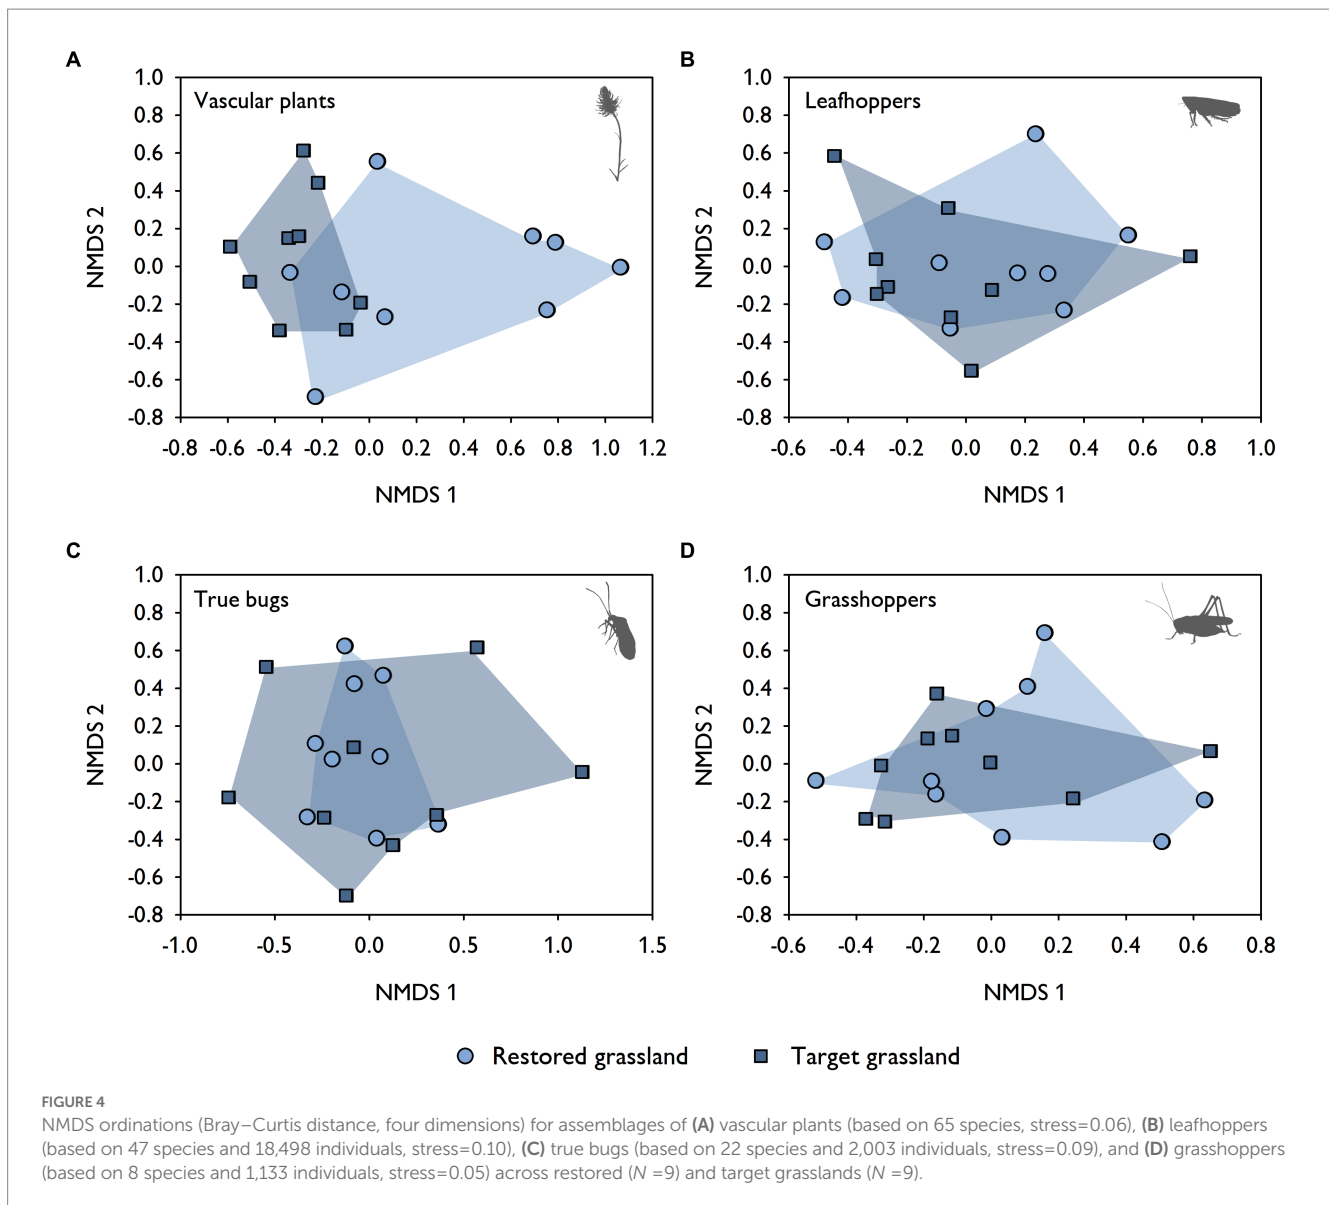 A
B
Vascular plants
Leafhoppers
1.0
0.8
0.6
0.4
0.2
0.0
-0.2
-0.4
-0.6
-0.8
NMDS 2
-0.8 -0.6 -0.4 -0.2 0.0 0.2 0.4 0.6 0.8 1.0 1.2
NMDS 1
1.0
0.8
0.6
0.4
0.2
0.0
-0.2
-0.4
-0.6
-0.8
NMDS 2
-0.6 -0.4 -0.2 0.0 0.2 0.4 0.6 0.8 1.0
NMDS 1
C
D
True bugs
Grasshoppers
1.0
0.8
0.6
0.4
0.2
0.0
-0.2
-0.4
-0.6
-0.8
NMDS 2
-1.0 -0.5 0.0 0.5 1.0 1.5
NMDS 1
1.0
0.8
0.6
0.4
0.2
0.0
-0.2
-0.4
-0.6
-0.8
NMDS 2
-0.6 -0.4 -0.2 0.0 0.2 0.4 0.6 0.8
NMDS 1
Restored grassland Target grassland
FIGURE 4
NMDS ordinations (Bray–Curtis distance, four dimensions) for assemblages of (A) vascular plants (based on 65 species, stress=0.06), (B) leafhoppers
(based on 47 species and 18,498 individuals, stress=0.10), (C) true bugs (based on 22 species and 2,003 individuals, stress=0.09), and (D) grasshoppers
(based on 8 species and 1,133 individuals, stress=0.05) across restored (N =9) and target grasslands (N =9).